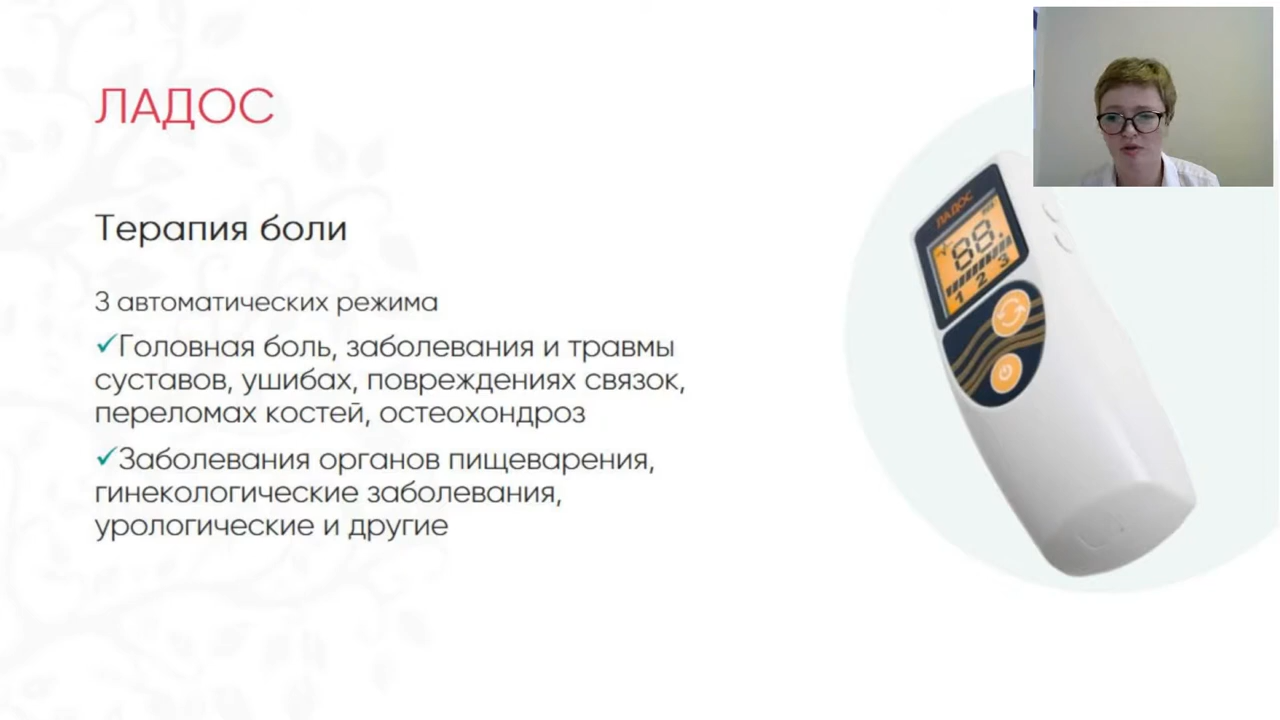 ЛАДОС
Терапия боли
3 автоматических режима
✓Головная боль, заболевания и травмы
суставов, ушибах, повреждениях связок,
переломах костей, остеохондроз
✓Заболевания органов пищеварения,
гинекологические заболевания,
урологические и другие
ЛАДОС
88.
1 2 3